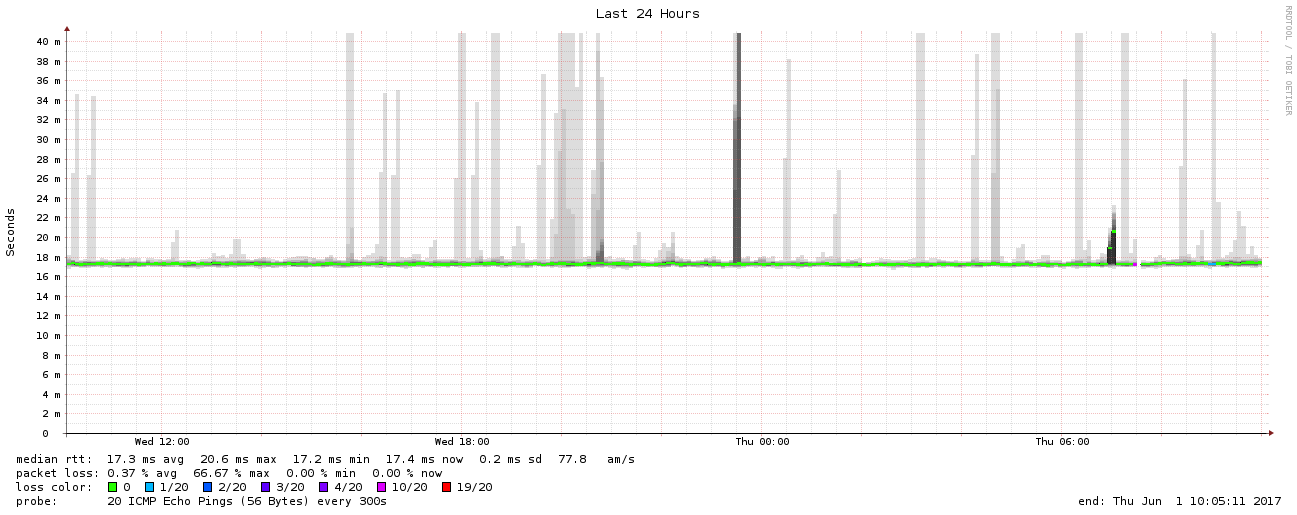 Last 24 Hours
RRDTOOL / TOBI OETIKER
Seconds
40 m
38 m
36 m
34 m
32 m
30 m
28 m
26 m
24 m
22 m
20 m
18 m
16 m
14 m
12 m
10 m
8 m
6 m
4 m
2 m
0
Wed 12:00 Wed 18:00 Thu 00:00 Thu 06:00
median rtt: 17.3 ms avg 20.6 ms max 17.2 ms min 17.4 ms now 0.2 ms sd 77.8 am/s
packet loss: 0.37 % avg 66.67 % max 0.00 % min 0.00 % now
loss color: 0 1/20 2/20 3/20 4/20 10/20 19/20
probe: 20 ICMP Echo Pings (56 Bytes) every 300s end: Thu Jun 1 10:05:11 2017